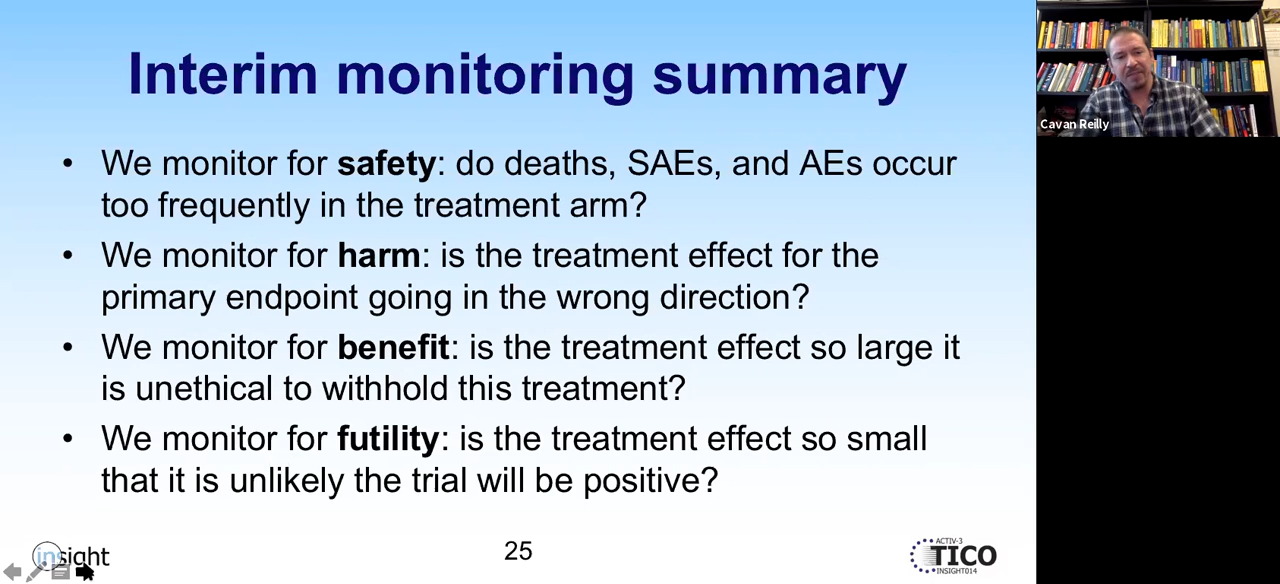 Interim monitoring summary
• We monitor for safety: do deaths, SAEs, and AEs occur
too frequently in the treatment arm?
• We monitor for harm: is the treatment effect for the
primary endpoint going in the wrong direction?
• We monitor for benefit: is the treatment effect so large it
is unethical to withhold this treatment?
• We monitor for futility: is the treatment effect so small
that it is unlikely the trial will be positive?
insight
25
ACTIV-3
TICO
INSIGHT014
Cavan Reilly